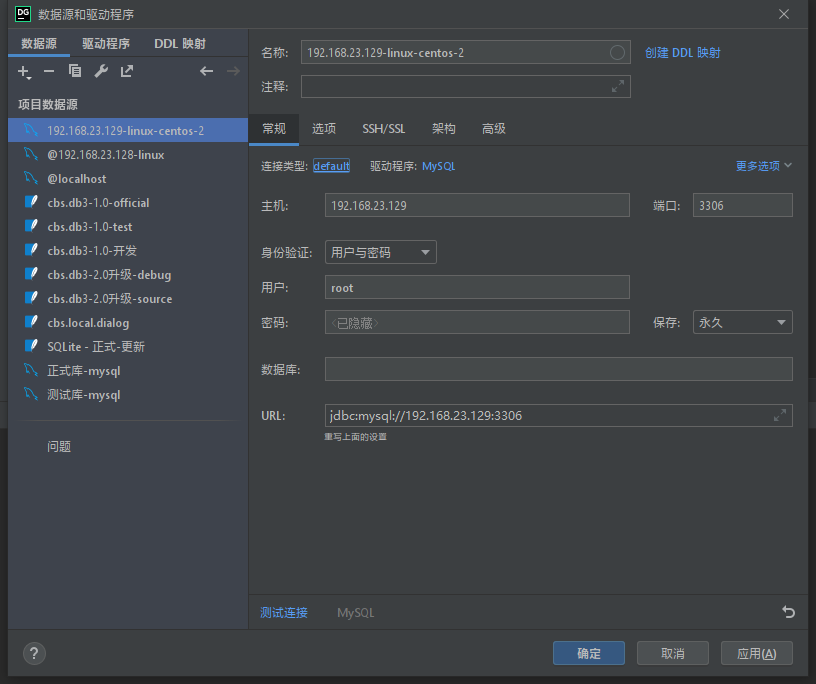 DG 数据源和驱动程序
数据源 驱动程序 DDL 映射
项目数据源
192.168.23.129-linux-centos-2
@192.168.23.128-linux
@localhost
cbs.db3-1.0-official
cbs.db3-1.0-test
cbs.db3-1.0-开发
cbs.db3-2.0升级-debug
cbs.db3-2.0升级-source
cbs.local.dialog
SQLite - 正式-更新
正式库-mysql
测试库-mysql
问题
名称: 192.168.23.129-linux-centos-2 创建 DDL 映射
注释:
常规 选项 SSH/SSL 架构 高级
连接类型: default 驱动程序: MySQL 更多选项
主机: 192.168.23.129 端口: 3306
身份验证: 用户与密码
用户: root
密码: <已隐藏> 保存: 永久
数据库:
URL: jdbc:mysql://192.168.23.129:3306
重写上面的设置
测试连接 MySQL
? 确定 取消 应用(A)